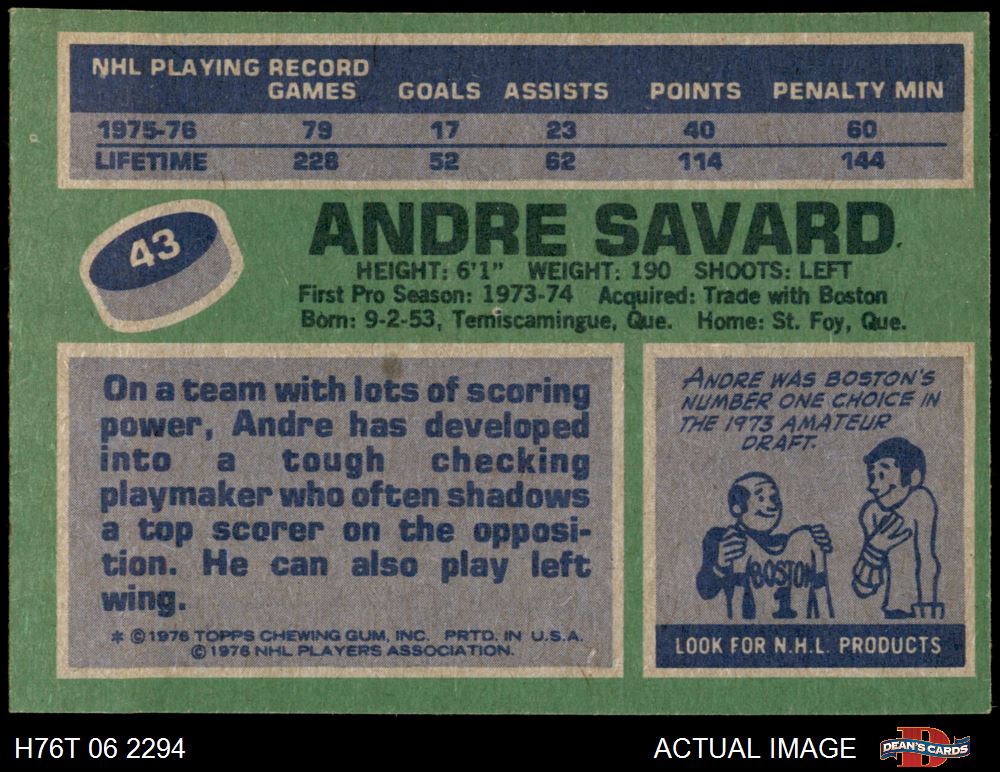 NHL PLAYING RECORD
GAMES GOALS ASSISTS POINTS PENALTY MIN
1975-76 79 17 23 40 60
LIFETIME 228 52 62 114 144
43
ANDRE SAVARD
HEIGHT: 6'1" WEIGHT: 190 SHOOTS: LEFT
First Pro Season: 1973-74 Acquired: Trade with Boston
Born: 9-2-53, Temiscamingue, Que. Home: St. Foy, Que.
On a team with lots of scoring
power, Andre has developed
into a tough checking
playmaker who often shadows
a top scorer on the opposi-
tion. He can also play left
wing.
* ©1976 TOPPS CHEWING GUM, INC. PRTD. IN U.S.A.
©1976 NHL PLAYERS ASSOCIATION.
ANDRE WAS BOSTON'S
NUMBER ONE CHOICE IN
THE 1973 AMATEUR
DRAFT.
BOSTON
1
LOOK FOR N.H.L. PRODUCTS
H76T 06 2294 ACTUAL IMAGE DEAN'S CARDS